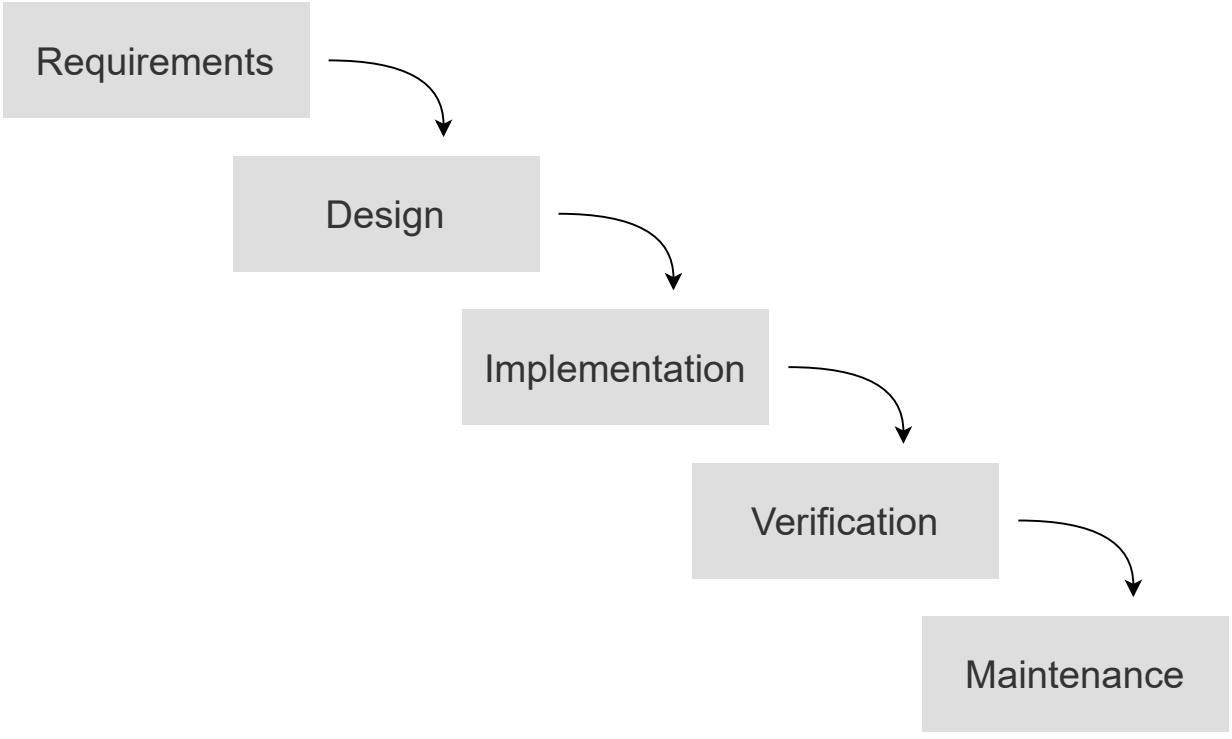 Requirements
Design
Implementation
Verification
Maintenance